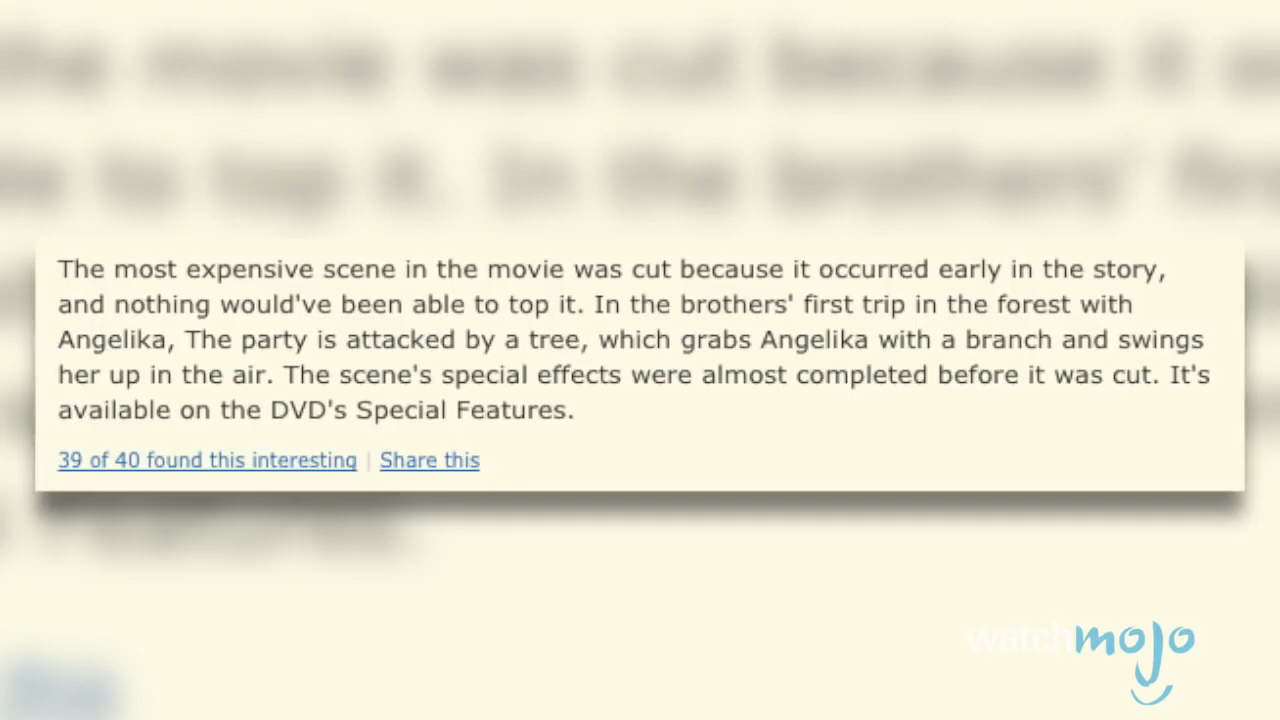 The most expensive scene in the movie was cut because it occurred early in the story,
and nothing would've been able to top it. In the brothers' first trip in the forest with
Angelika, The party is attacked by a tree, which grabs Angelika with a branch and swings
her up in the air. The scene's special effects were almost completed before it was cut. It's
available on the DVD's Special Features.
39 of 40 found this interesting | Share this
watchmojo